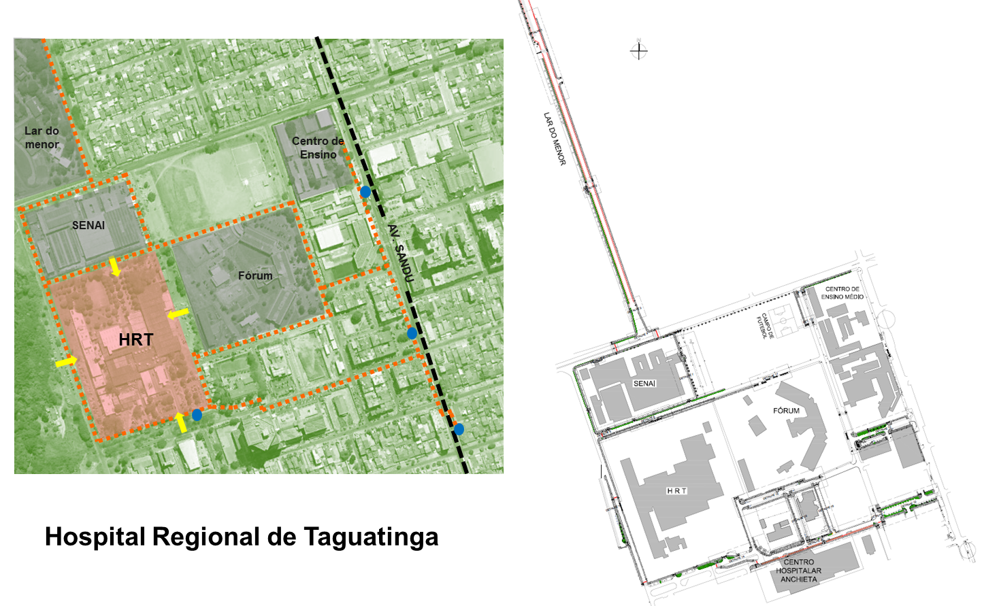 Lar do
menor
Centro de
Ensino
SENAI
Fórum
AV. SANDU
HRT
Hospital Regional de Taguatinga
N
LAR DO MENOR
CENTRO DE
ENSINO MÉDIO
CAMPO DE
FUTEBOL
SENAI
FÓRUM
H R T
CENTRO
HOSPITALAR
ANCHIETA